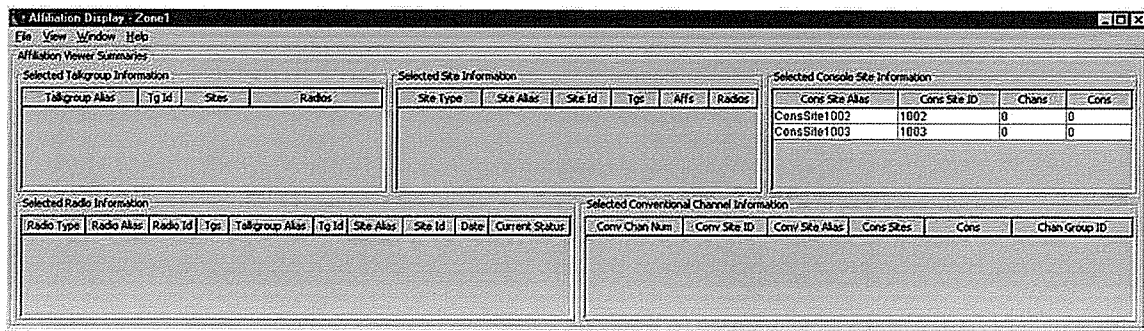 Affiliation Display - Zone1
File View Window Help
Affiliation Viewer Summaries
Selected Talkgroup Information
Talkgroup Alias Tg Id Sites Radios
Selected Site Information
Site Type Site Alias Site Id Tgs Affs Radios
Selected Console Site Information
Cons Site Alias Cons Site ID Chans Cons
ConsSite1002 1002 0 0
ConsSite1003 1003 0 0
Selected Radio Information
Radio Type Radio Alias Radio Id Tgs Talkgroup Alias Tg Id Site Alias Site Id Date Current Status
Selected Conventional Channel Information
Conv Chan Num Conv Site ID Conv Site Alias Cons Sites Cons Chan Group ID